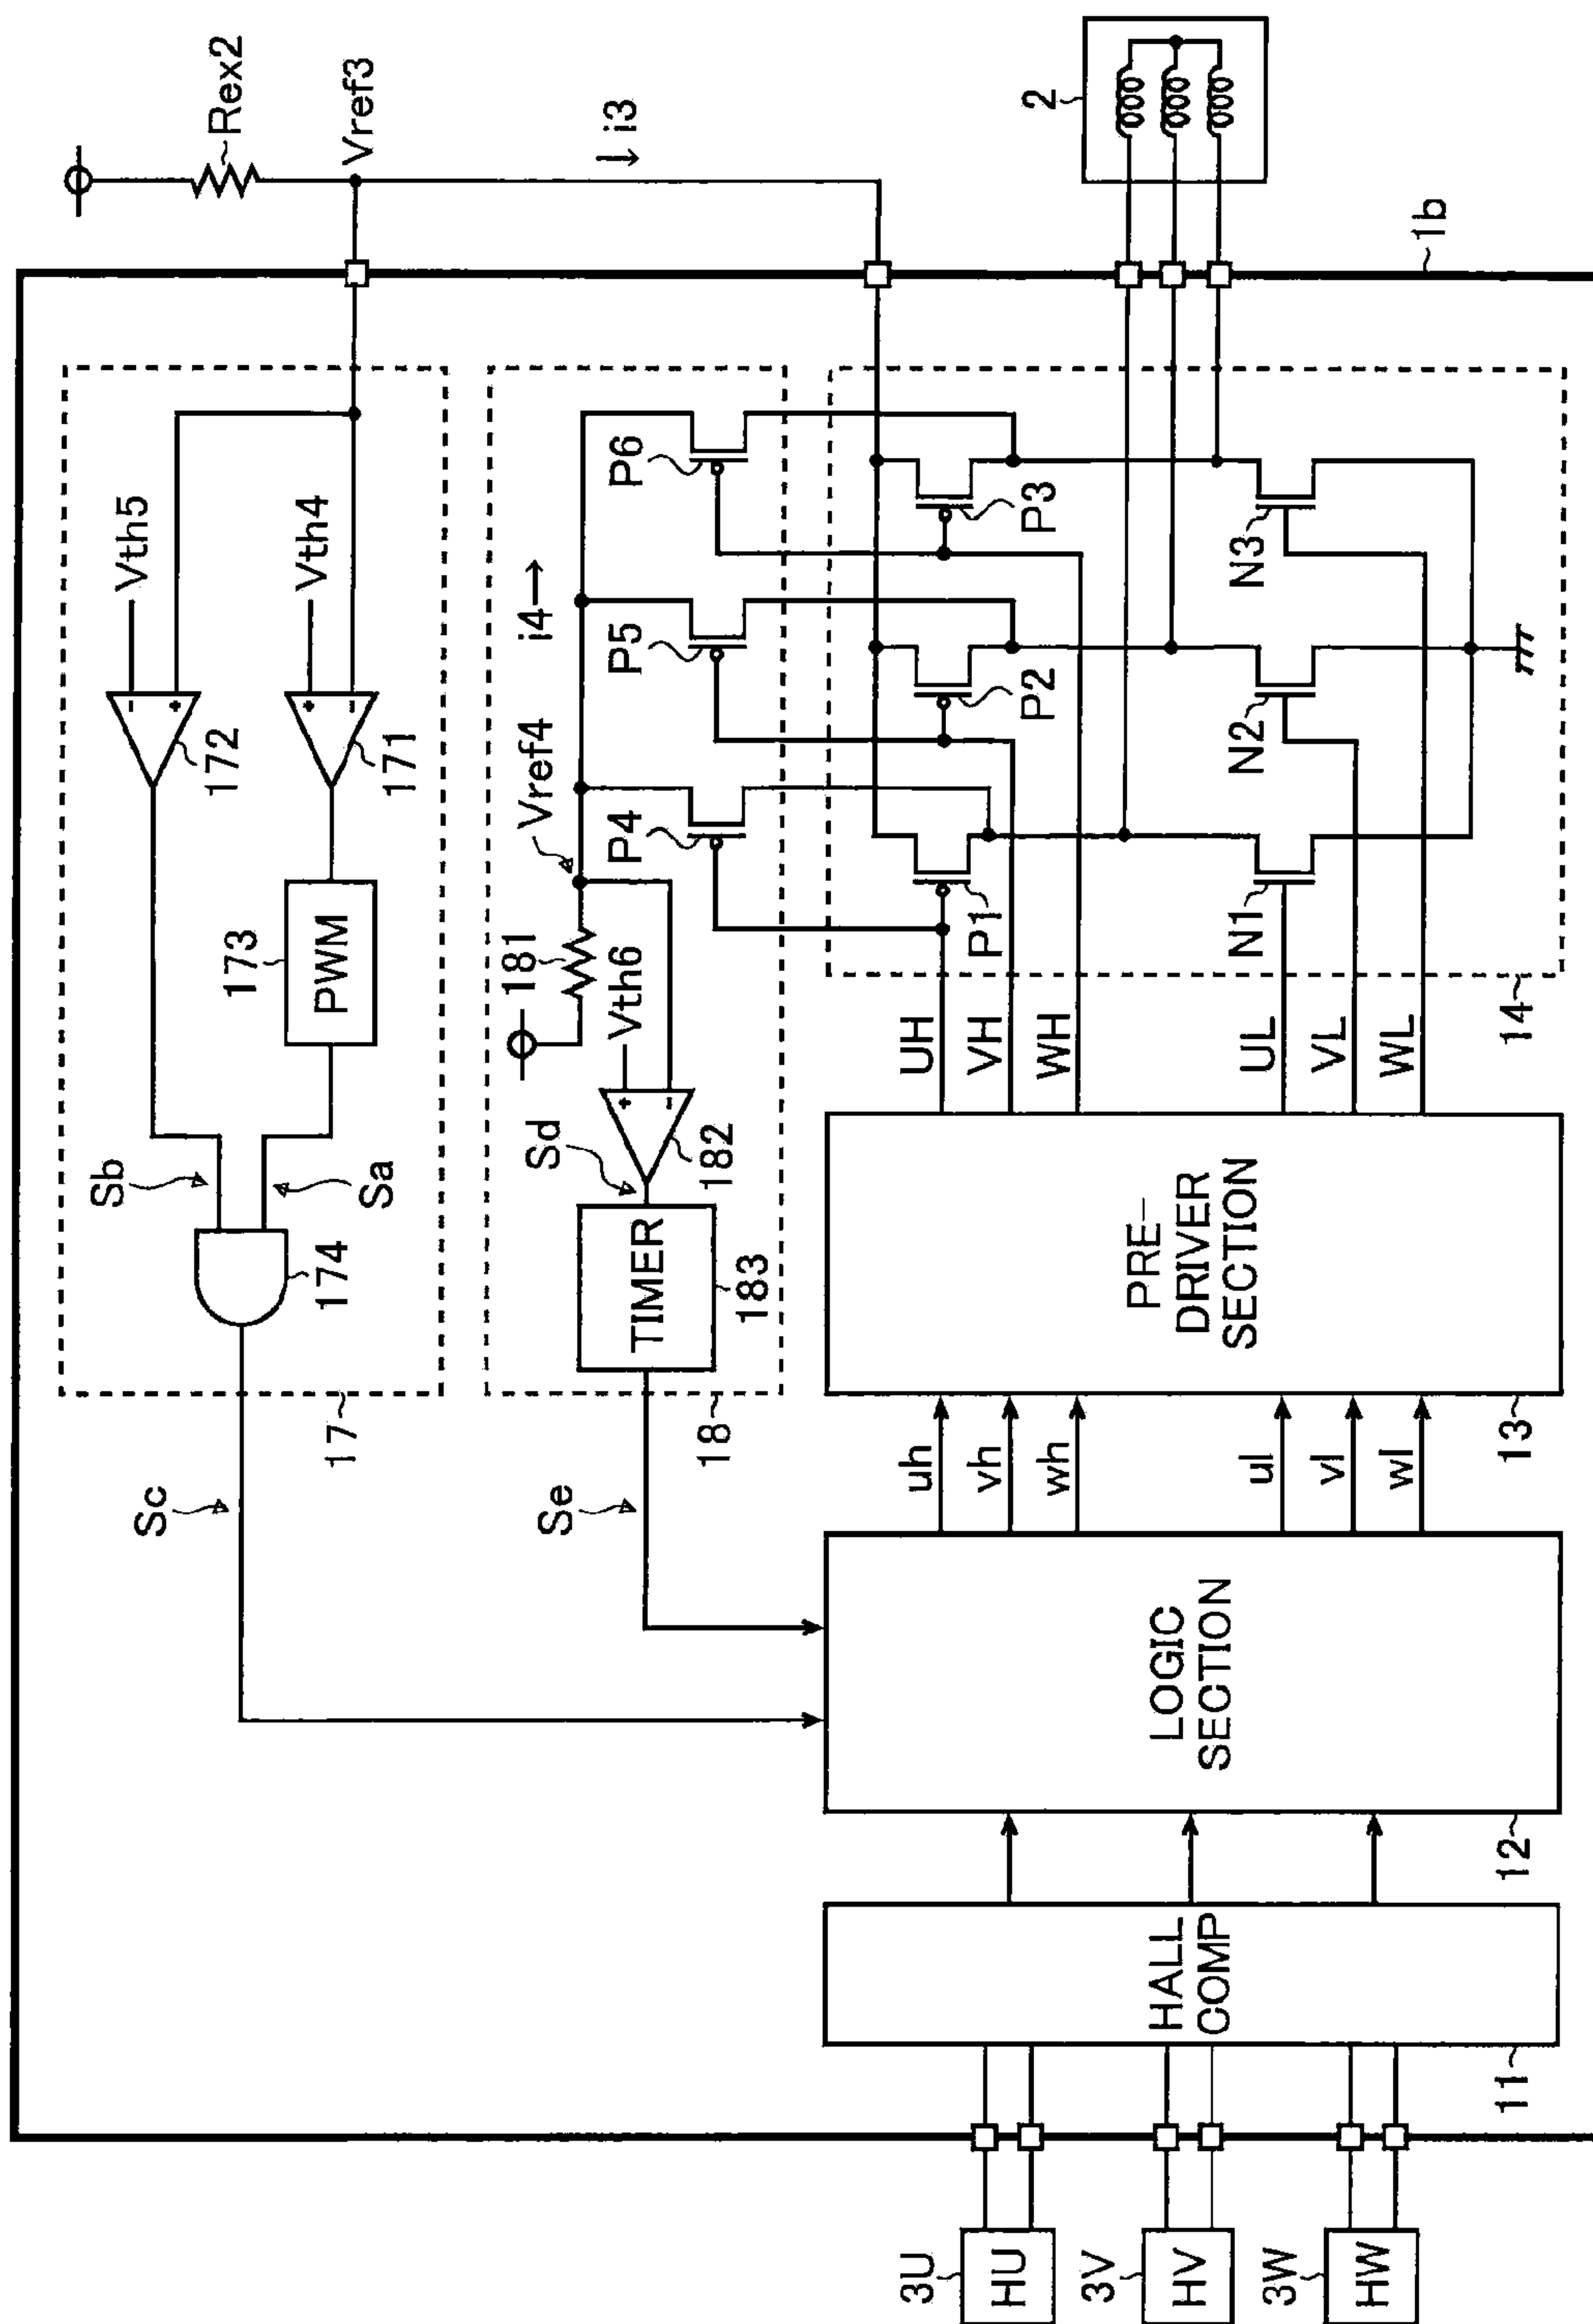 Rex2
Vref3
↓i3
2
1b
Vth5
-
+
172
Vth4
+
-
171
173
PWM
Sb
Sa
174
17
Sc
i4→
P6
P5
P4
Vref4
181
Vth6
+
-
182
Sd
TIMER
183
18
Se
P3
P2
P1
N3
N2
N1
14
UH
VH
WH
UL
VL
WL
PRE-
DRIVER
SECTION
13
uh
vh
wh
ul
vl
wl
LOGIC
SECTION
12
HALL
COMP
11
3U
HU
3V
HV
3W
HW